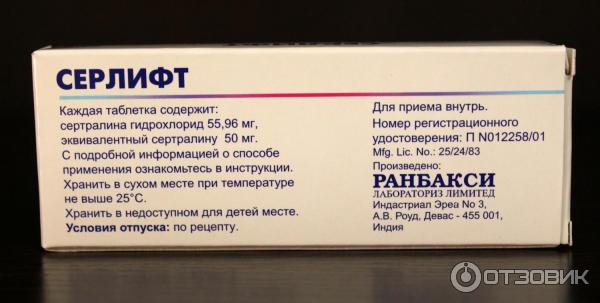 СЕРЛИФТ
Каждая таблетка содержит:
сертралина гидрохлорид 55,96 мг,
эквивалентный сертралину 50 мг.
С подробной информацией о способе
применения ознакомьтесь в инструкции.
Хранить в сухом месте при температуре
не выше 25°С.
Хранить в недоступном для детей месте.
Условия отпуска: по рецепту.
Для приема внутрь.
Номер регистрационного
удостоверения: П N012258/01
Mfg. Lic. No.: 25/24/83
Произведено:
РАНБАКСИ
ЛАБОРАТОРИЗ ЛИМИТЕД
Индастриал Эреа No 3,
А.В. Роуд, Девас - 455 001,
Индия
ОТЗОВИК